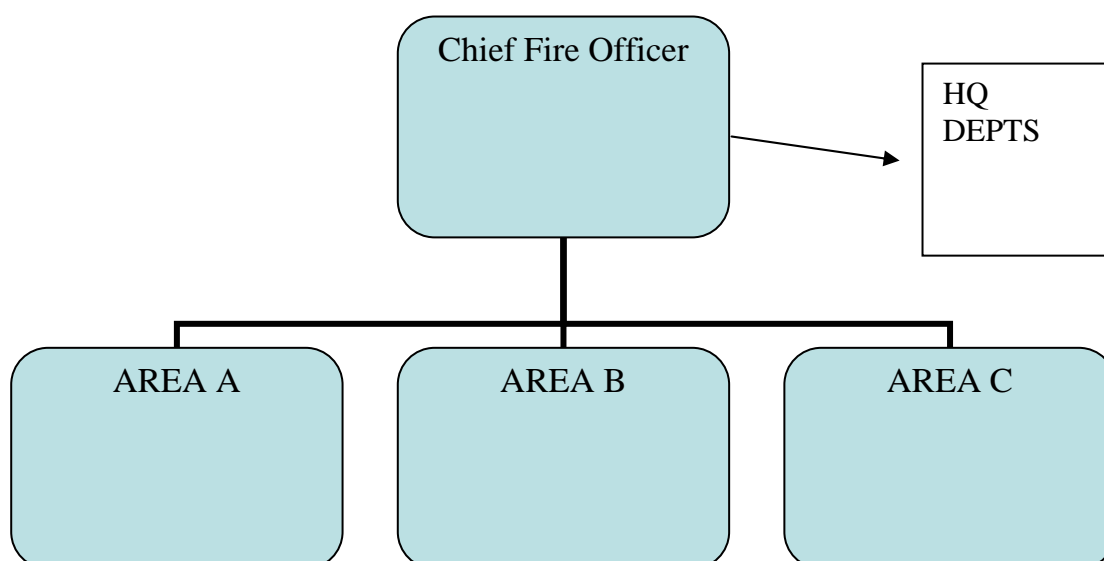 Chief Fire Officer
HQ
DEPTS
AREA A
AREA B
AREA C